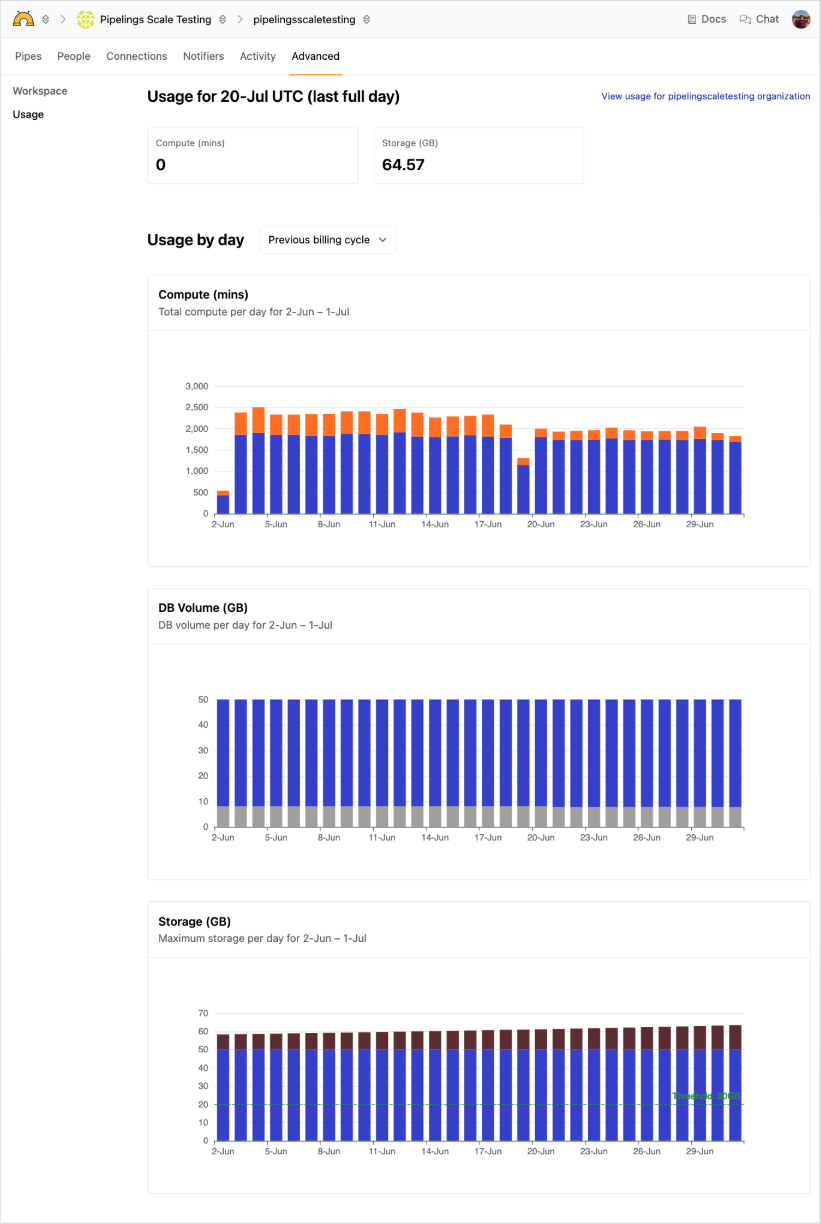 Pipelings Scale Testing
pipelingsscaletesting
Docs
Chat
Pipes People Connections Notifiers Activity Advanced
Workspace
Usage
Usage for 20-Jul UTC (last full day)
View usage for pipelingscaletesting organization
Compute (mins)
0
Storage (GB)
64.57
Usage by day
Previous billing cycle
Compute (mins)
Total compute per day for 2-Jun – 1-Jul
3,000
2,500
2,000
1,500
1,000
500
0
2-Jun 5-Jun 8-Jun 11-Jun 14-Jun 17-Jun 20-Jun 23-Jun 26-Jun 29-Jun
DB Volume (GB)
DB volume per day for 2-Jun – 1-Jul
50
40
30
20
10
0
2-Jun 5-Jun 8-Jun 11-Jun 14-Jun 17-Jun 20-Jun 23-Jun 26-Jun 29-Jun
Storage (GB)
Maximum storage per day for 2-Jun – 1-Jul
70
60
50
40
30
20
10
0
Threshold
2-Jun 5-Jun 8-Jun 11-Jun 14-Jun 17-Jun 20-Jun 23-Jun 26-Jun 29-Jun